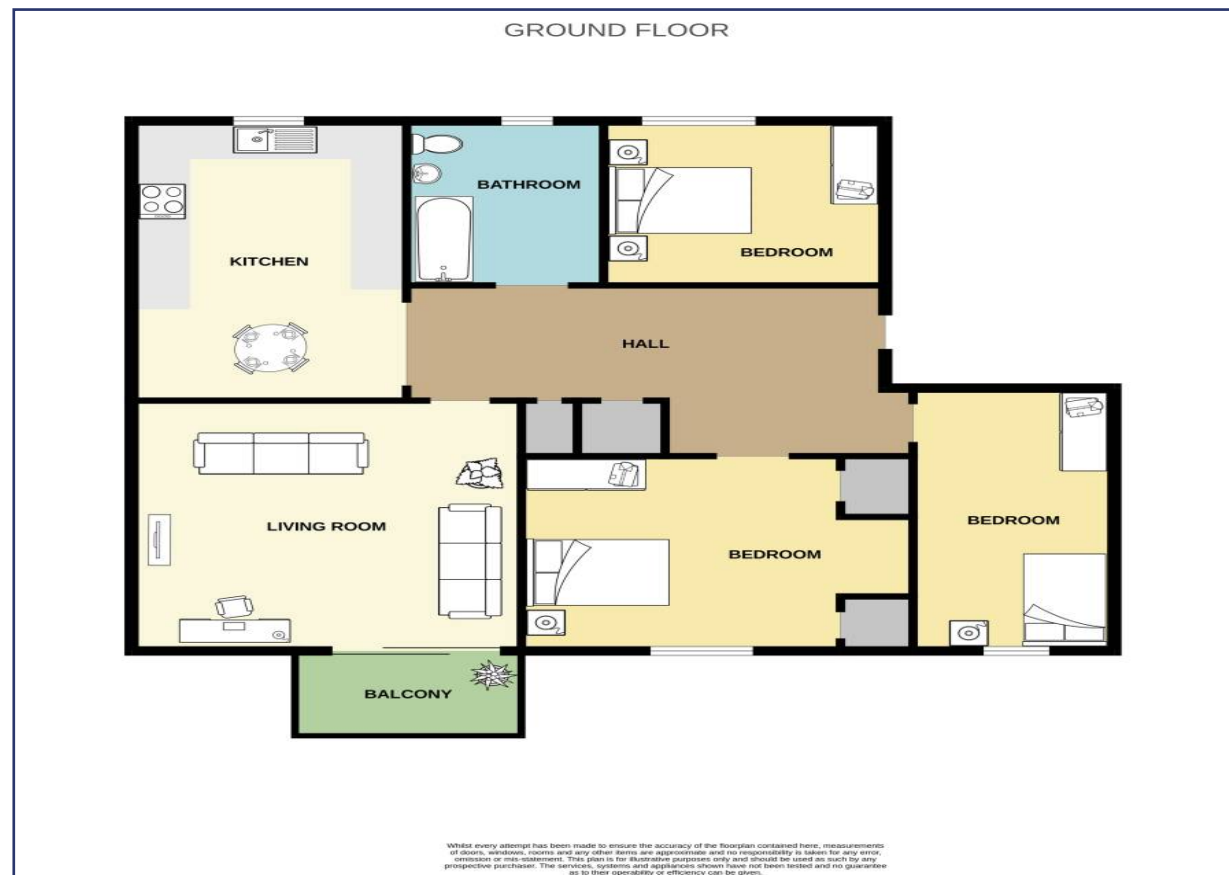 GROUND FLOOR
BATHROOM
BEDROOM
KITCHEN
HALL
LIVING ROOM
BEDROOM
BEDROOM
BALCONY
Whilst every attempt has been made to ensure the accuracy of the floorplan contained here, measurements
of doors, windows, rooms and any other items are approximate and no responsibility is taken for any error,
omission or mis-statement. This plan is for illustrative purposes only and should be used as such by any
prospective purchaser. The services, systems and appliances shown have not been tested and no guarantee
as to their operability or efficiency can be given.